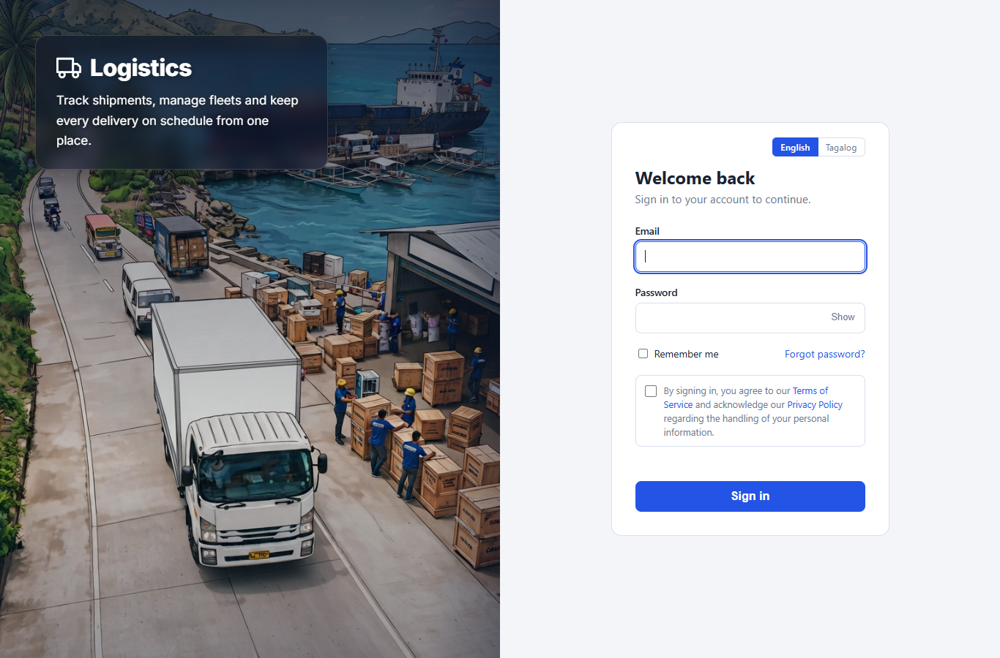 Logistics
Track shipments, manage fleets and keep
every delivery on schedule from one
place.
English
Tagalog
Welcome back
Sign in to your account to continue.
Email
Password
Show
Remember me
Forgot password?
By signing in, you agree to our Terms of
Service and acknowledge our Privacy Policy
regarding the handling of your personal
information.
Sign in